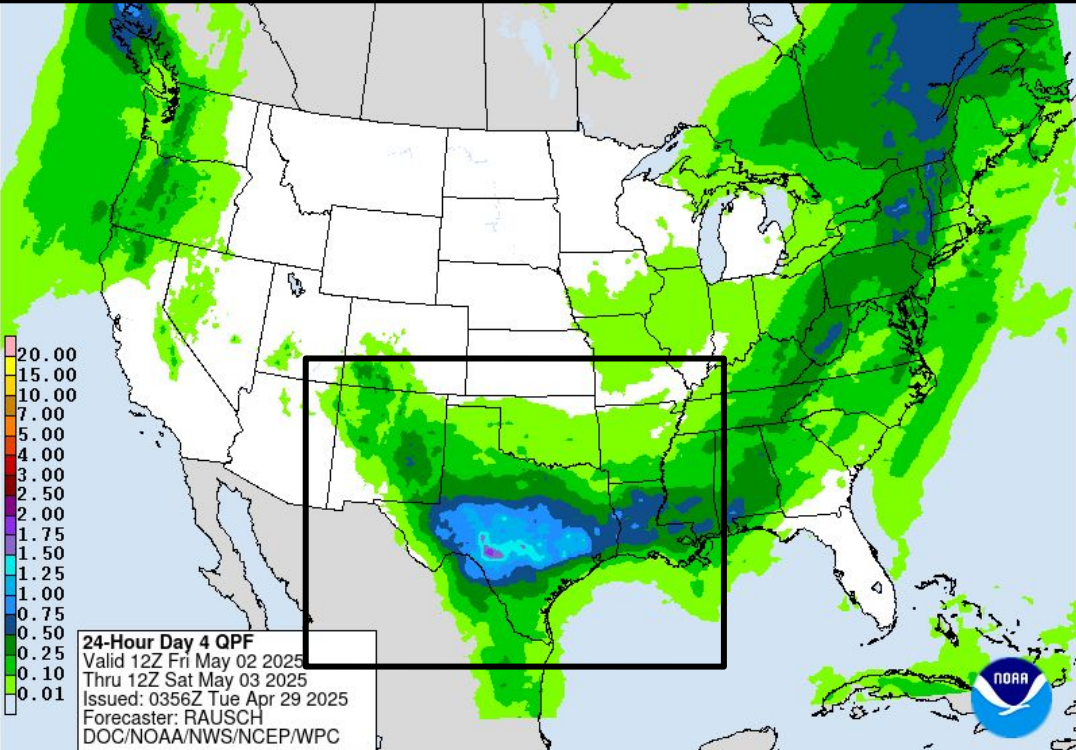 20.00
15.00
10.00
7.00
5.00
4.00
3.00
2.50
2.00
1.75
1.50
1.25
1.00
0.75
0.50
0.25
0.10
0.01
24-Hour Day 4 QPF
Valid 12Z Fri May 02 2025
Thru 12Z Sat May 03 2025
Issued: 0356Z Tue Apr 29 2025
Forecaster: RAUSCH
DOC/NOAA/NWS/NCEP/WPC
NOAA